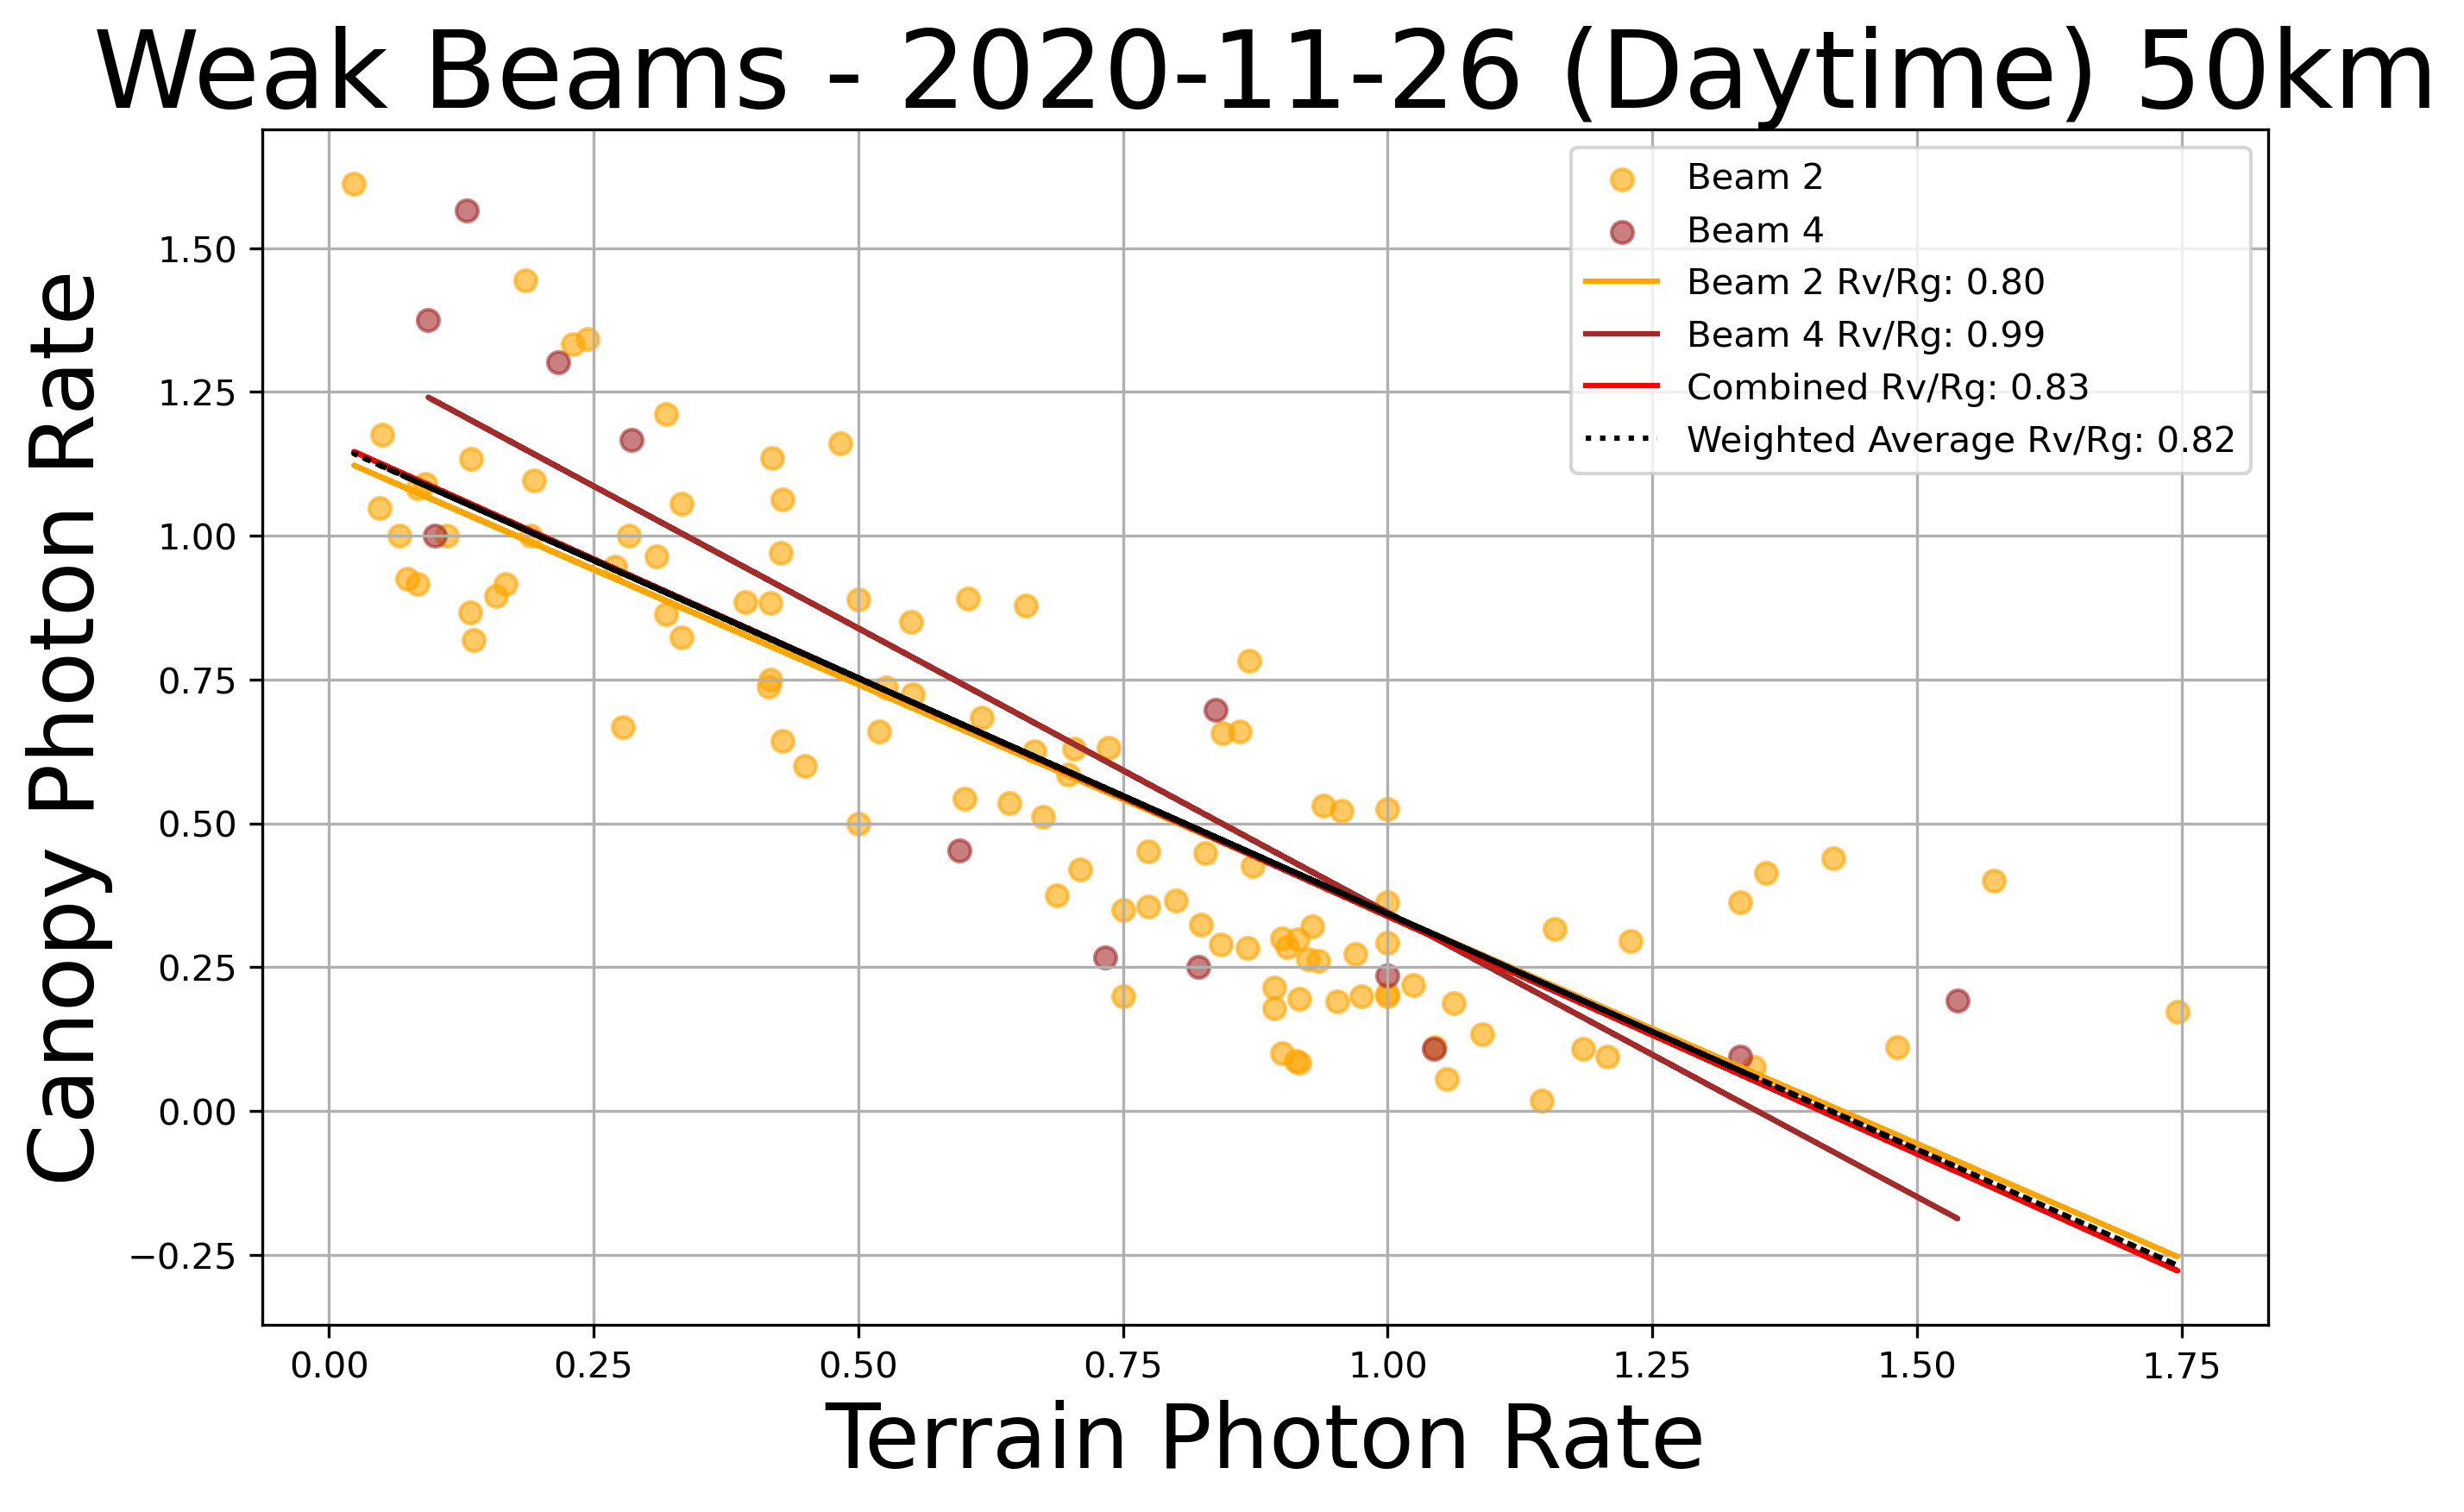 Weak Beams - 2020-11-26 (Daytime) 50km
Beam 2
Beam 4
Beam 2 Rv/Rg: 0.80
Beam 4 Rv/Rg: 0.99
Combined Rv/Rg: 0.83
Weighted Average Rv/Rg: 0.82
Canopy Photon Rate
1.50
1.25
1.00
0.75
0.50
0.25
0.00
−0.25
0.00 0.25 0.50 0.75 1.00 1.25 1.50 1.75
Terrain Photon Rate